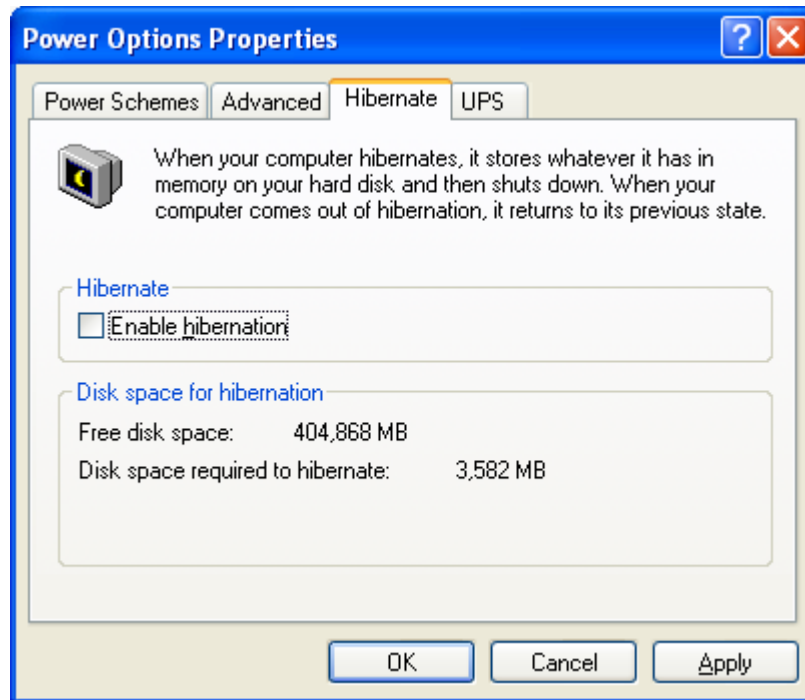 Power Options Properties
Power Schemes Advanced Hibernate UPS
When your computer hibernates, it stores whatever it has in
memory on your hard disk and then shuts down. When your
computer comes out of hibernation, it returns to its previous state.
Hibernate
Enable hibernation
Disk space for hibernation
Free disk space: 404,868 MB
Disk space required to hibernate: 3,582 MB
OK Cancel Apply